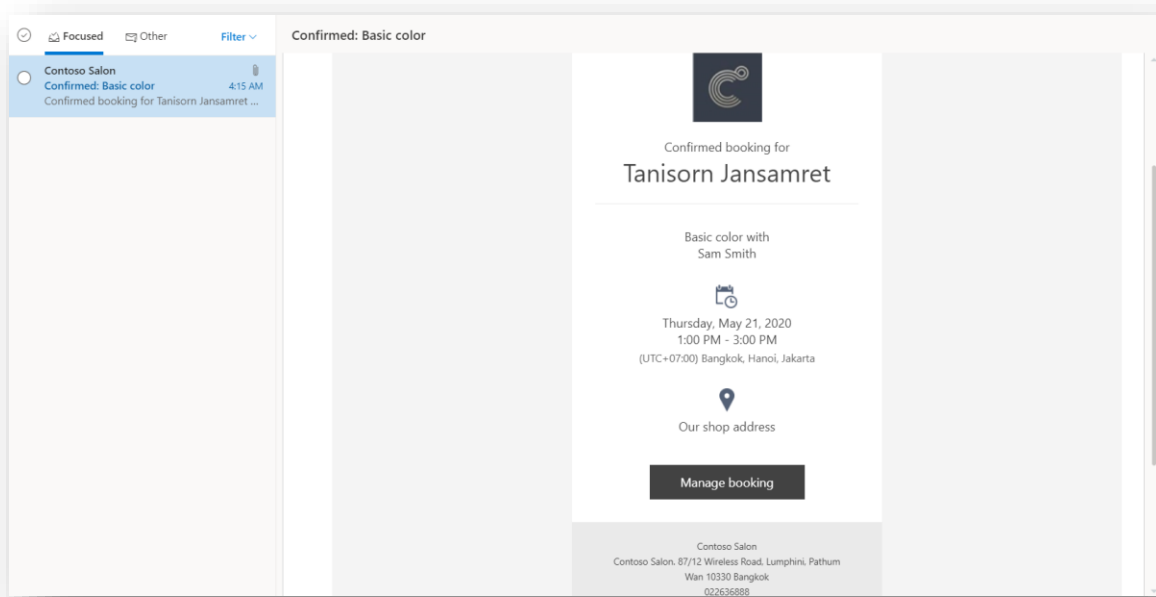 Focused
Other
Filter
Confirmed: Basic color
Contoso Salon
Confirmed: Basic color 4:15 AM
Confirmed booking for Tanisorn Jansamret ...
Confirmed booking for
Tanisorn Jansamret
Basic color with
Sam Smith
Thursday, May 21, 2020
1:00 PM - 3:00 PM
(UTC+07:00) Bangkok, Hanoi, Jakarta
Our shop address
Manage booking
Contoso Salon
Contoso Salon. 87/12 Wireless Road, Lumphini, Pathum
Wan 10330 Bangkok
022636888